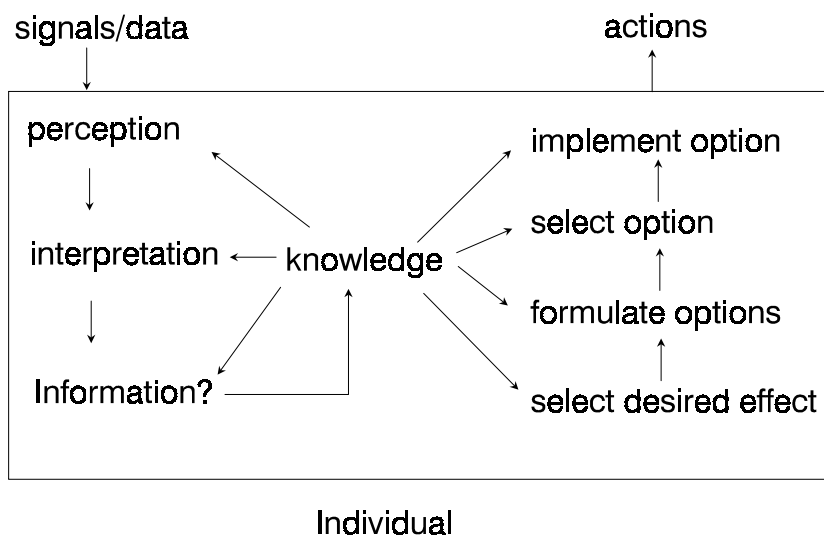 signals/data
actions
perception
implement option
select option
interpretation
knowledge
formulate options
Information?
select desired effect
Individual